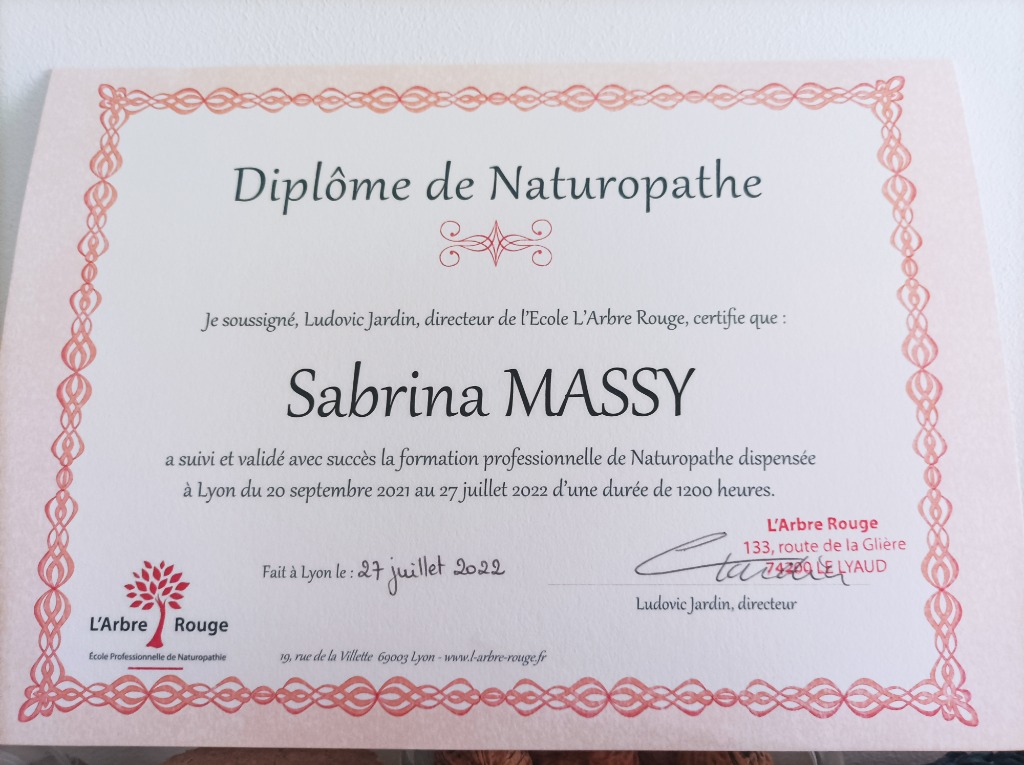 Diplôme de Naturopathe
Je soussigné, Ludovic Jardin, directeur de l'Ecole L'Arbre Rouge, certifie que :
Sabrina MASSY
a suivi et validé avec succès la formation professionnelle de Naturopathe dispensée
à Lyon du 20 septembre 2021 au 27 juillet 2022 d'une durée de 1200 heures.
L'Arbre Rouge
133, route de la Glière
74200 LE LYAUD
Fait à Lyon le : 27 juillet 2022
Ludovic Jardin, directeur
L'Arbre Rouge
École Professionnelle de Naturopathie
19, rue de la Villette 69003 Lyon - www.l-arbre-rouge.fr